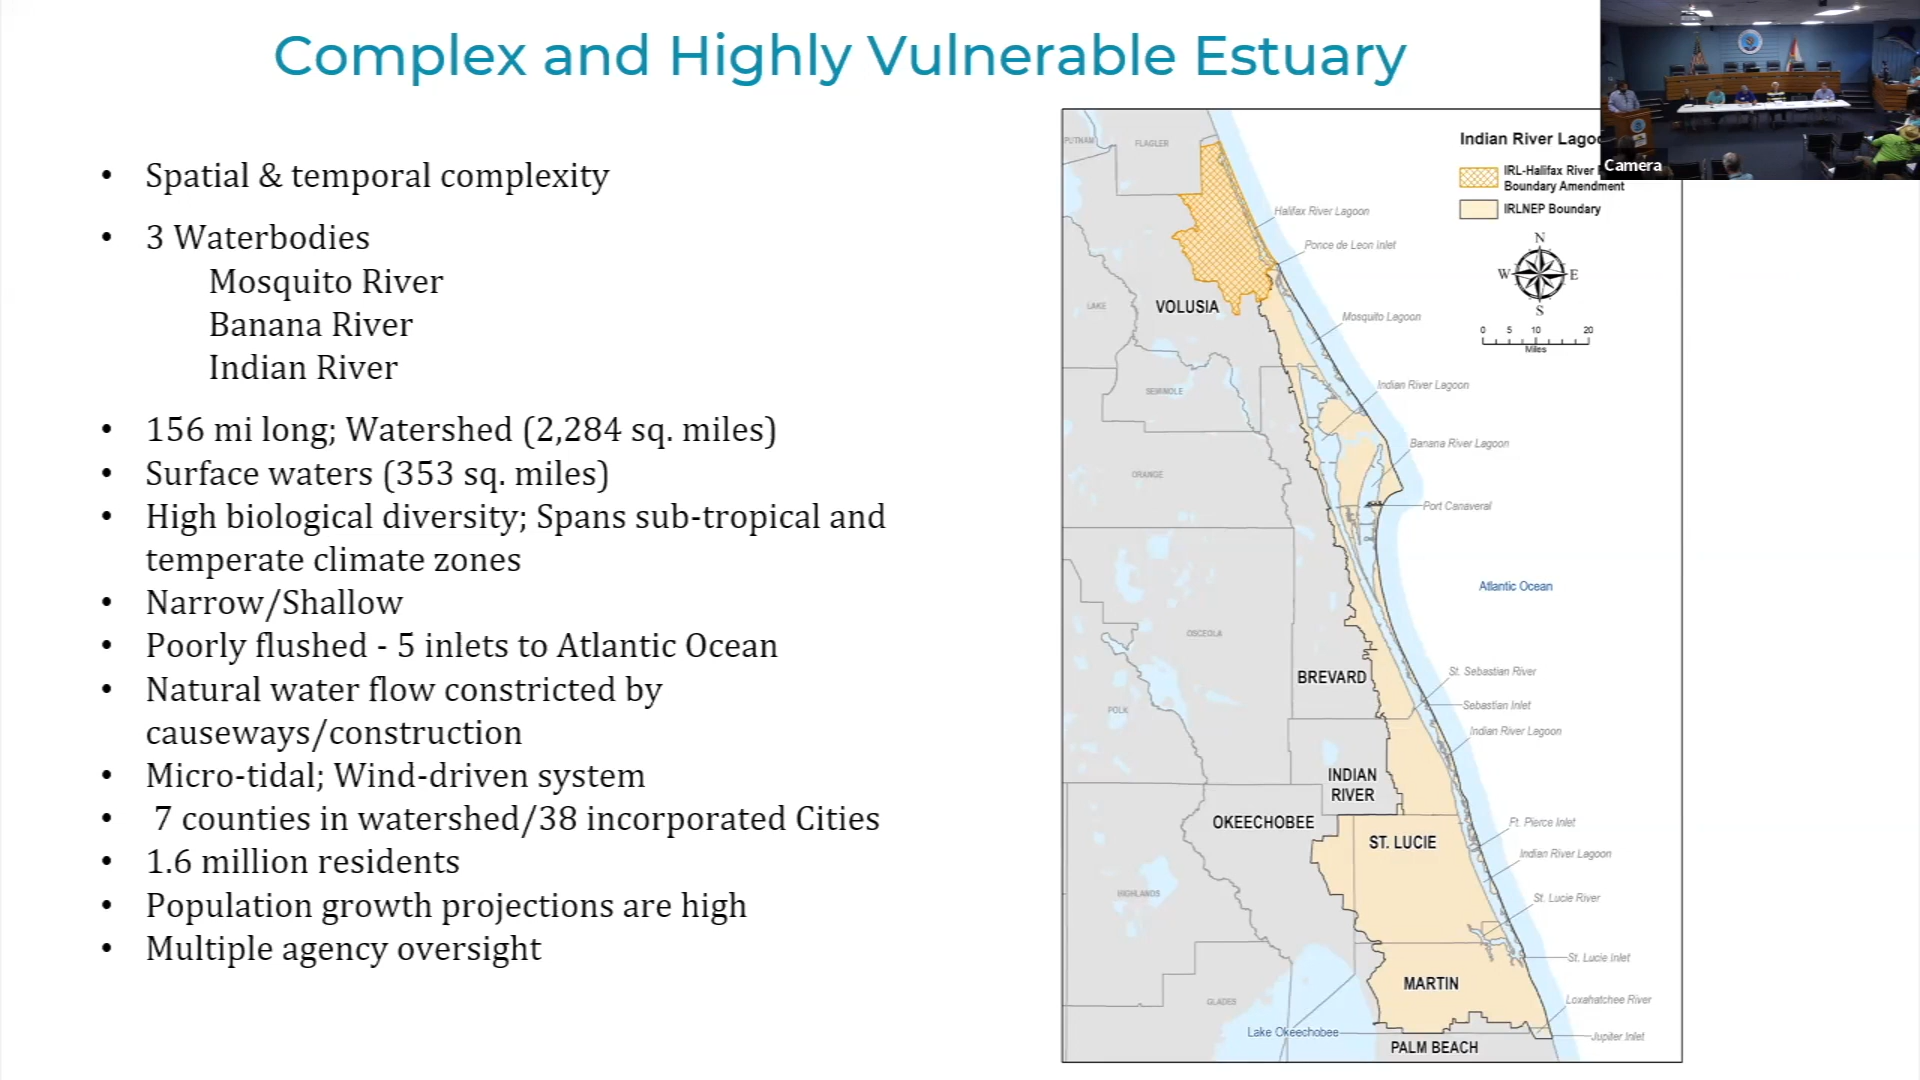 Complex and Highly Vulnerable Estuary
• Spatial & temporal complexity
• 3 Waterbodies
Mosquito River
Banana River
Indian River
• 156 mi long; Watershed (2,284 sq. miles)
• Surface waters (353 sq. miles)
• High biological diversity; Spans sub-tropical and
temperate climate zones
• Narrow/Shallow
• Poorly flushed - 5 inlets to Atlantic Ocean
• Natural water flow constricted by
causeways/construction
• Micro-tidal; Wind-driven system
• 7 counties in watershed/38 incorporated Cities
• 1.6 million residents
• Population growth projections are high
• Multiple agency oversight
Camera
Indian River Lagoo
IRL-Halifax River
Boundary Amendment
IRLNEP Boundary
N
W E
S
0 5 10 20
Miles
PUTNAM
FLAGLER
Halifax River Lagoon
Ponce de Leon Inlet
LAKE
VOLUSIA
Mosquito Lagoon
SEMINOLE
Indian River Lagoon
Banana River Lagoon
ORANGE
Port Canaveral
Atlantic Ocean
OSCEOLA
BREVARD
St. Sebastian River
Sebastian Inlet
POLK
Indian River Lagoon
INDIAN
RIVER
OKEECHOBEE
Ft. Pierce Inlet
ST. LUCIE
Indian River Lagoon
HIGHLANDS
St. Lucie River
St. Lucie Inlet
MARTIN
GLADES
Loxahatchee River
Lake Okeechobee
Jupiter Inlet
PALM BEACH